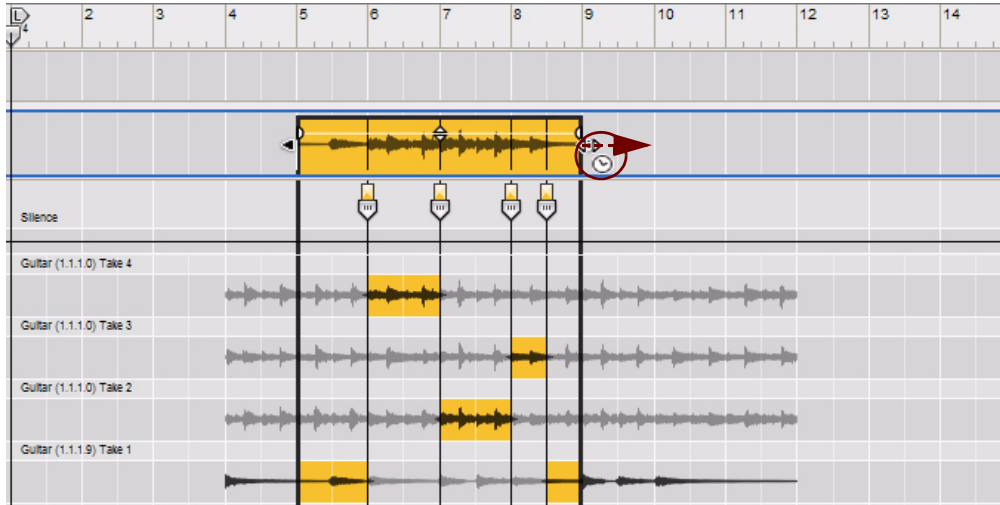 L 2 3 4 5 6 7 8 9 10 11 12 13 14
4
Silence
Guitar (1.1.1.0) Take 4
Guitar (1.1.1.0) Take 3
Guitar (1.1.1.0) Take 2
Guitar (1.1.1.9) Take 1